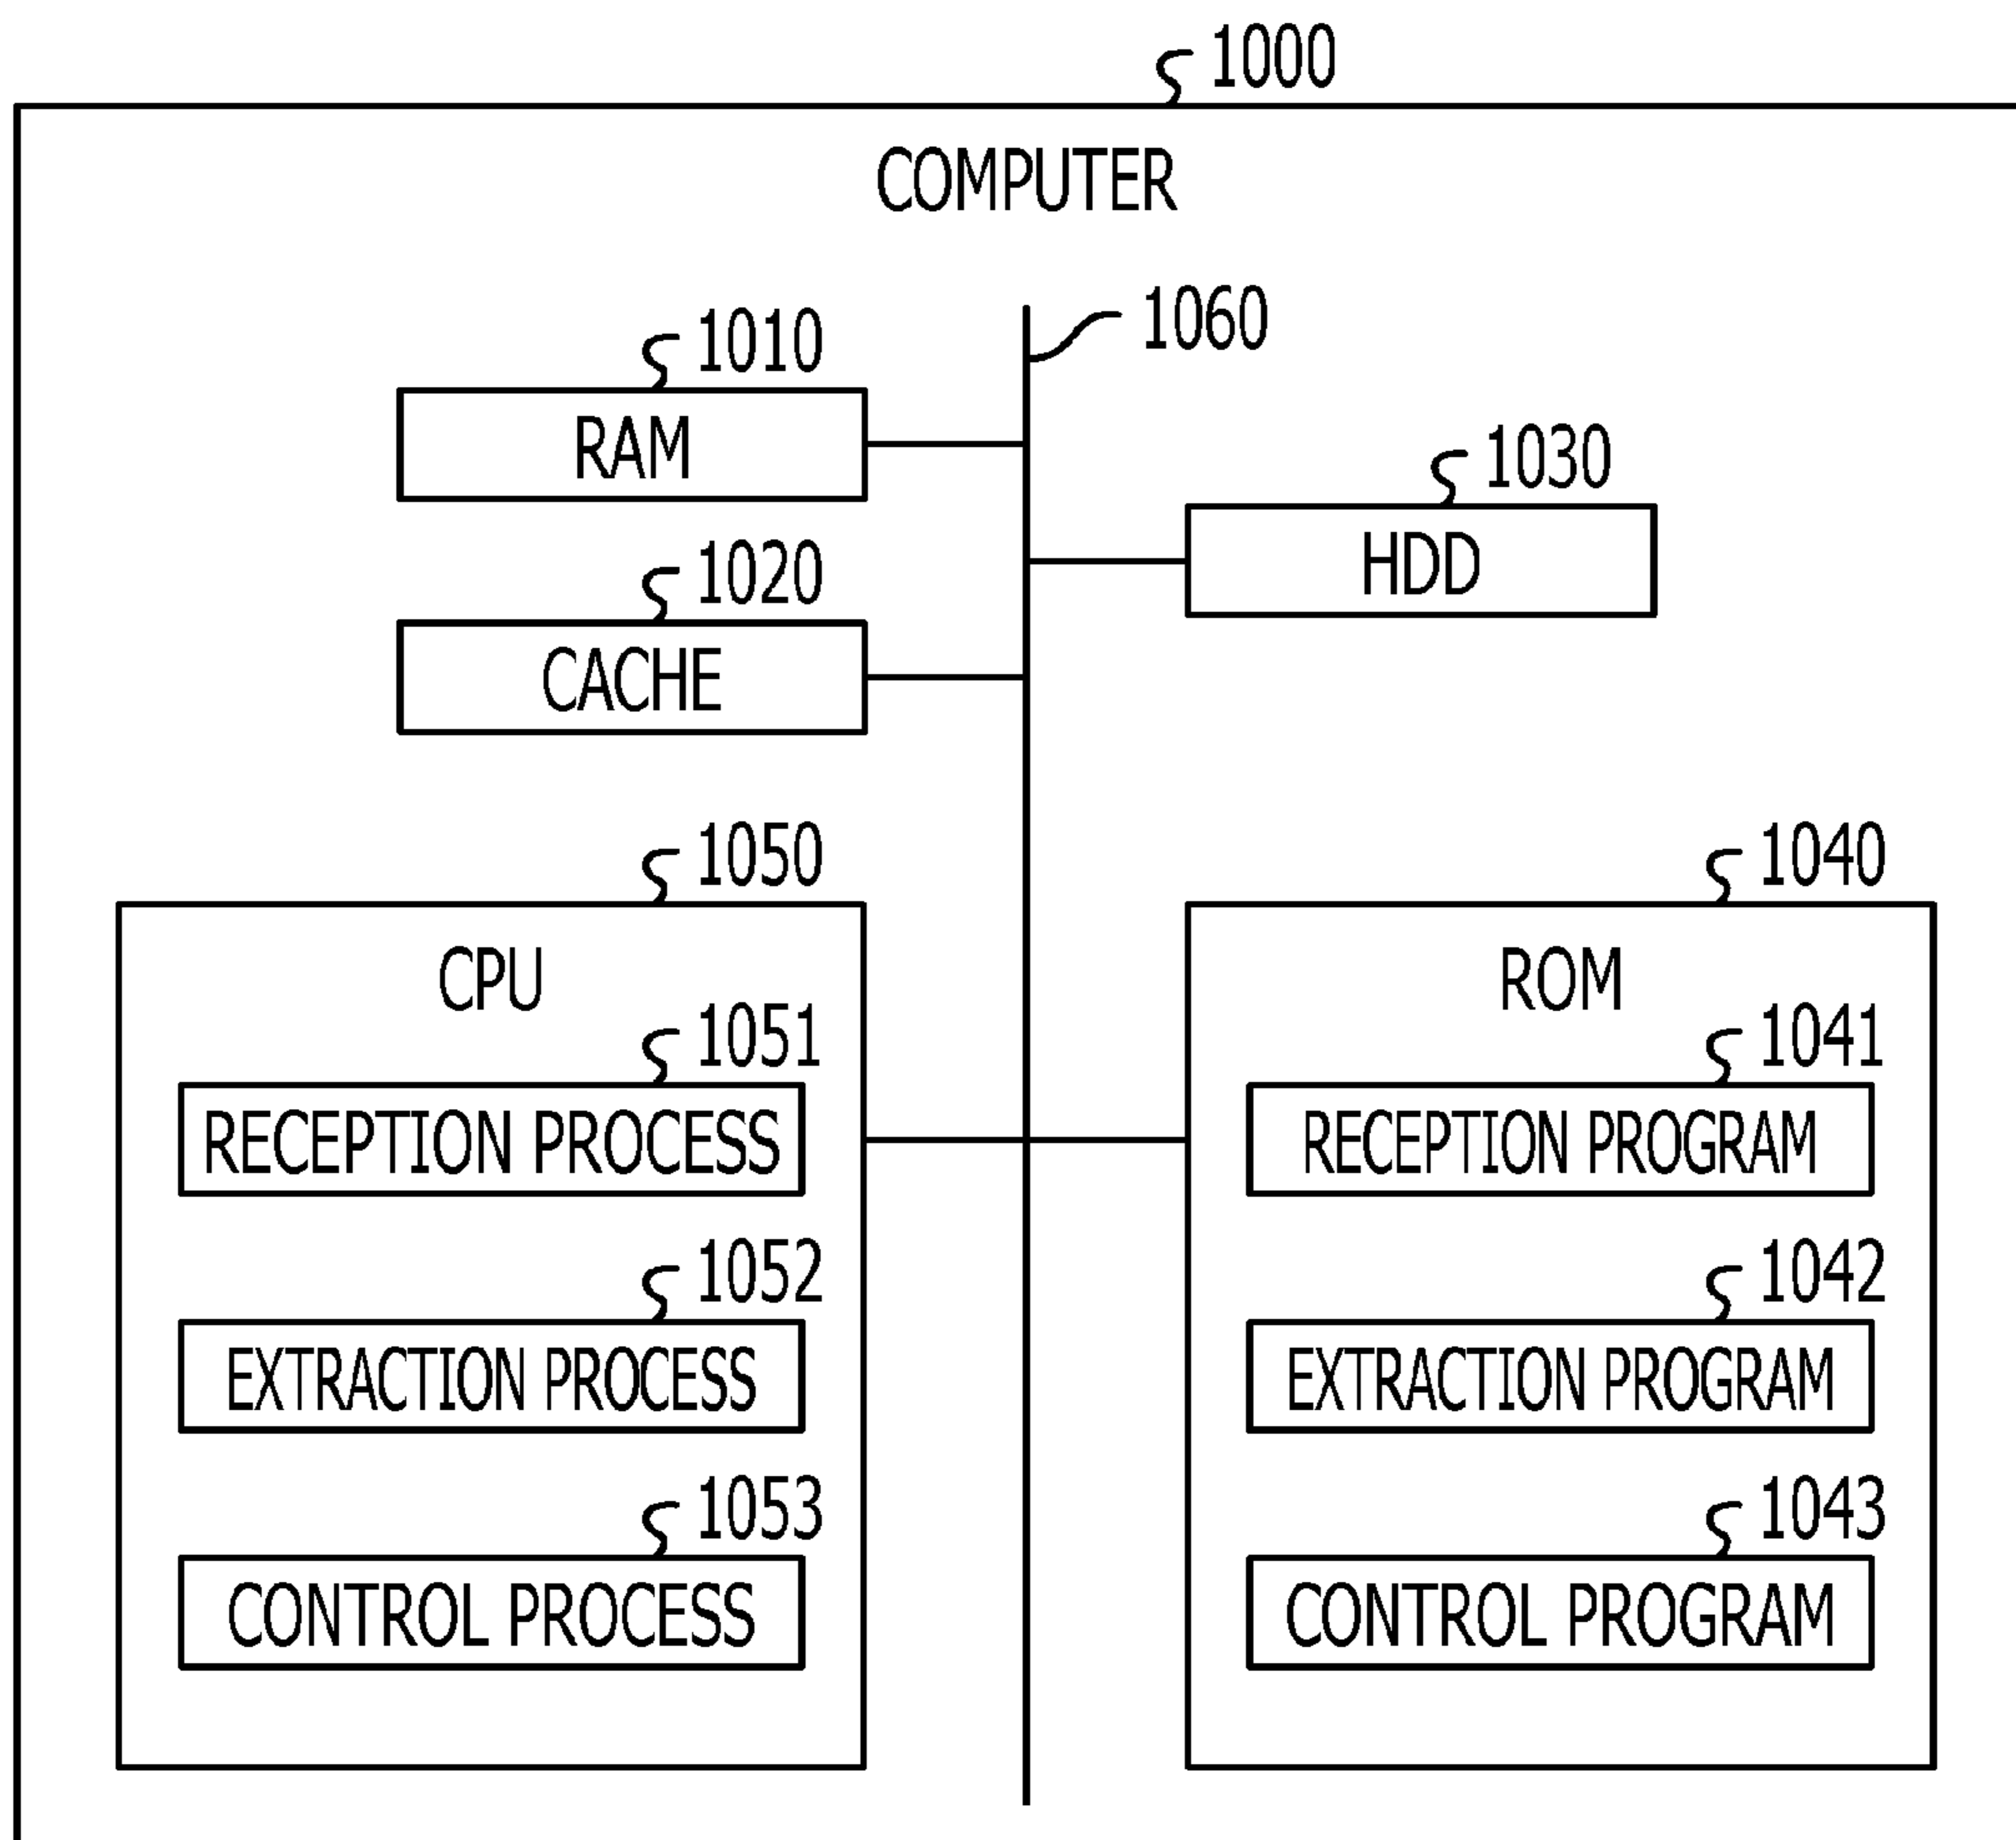 1000
COMPUTER
1060
1010
RAM
1030
HDD
1020
CACHE
1050
CPU
1051
RECEPTION PROCESS
1052
EXTRACTION PROCESS
1053
CONTROL PROCESS
1040
ROM
1041
RECEPTION PROGRAM
1042
EXTRACTION PROGRAM
1043
CONTROL PROGRAM